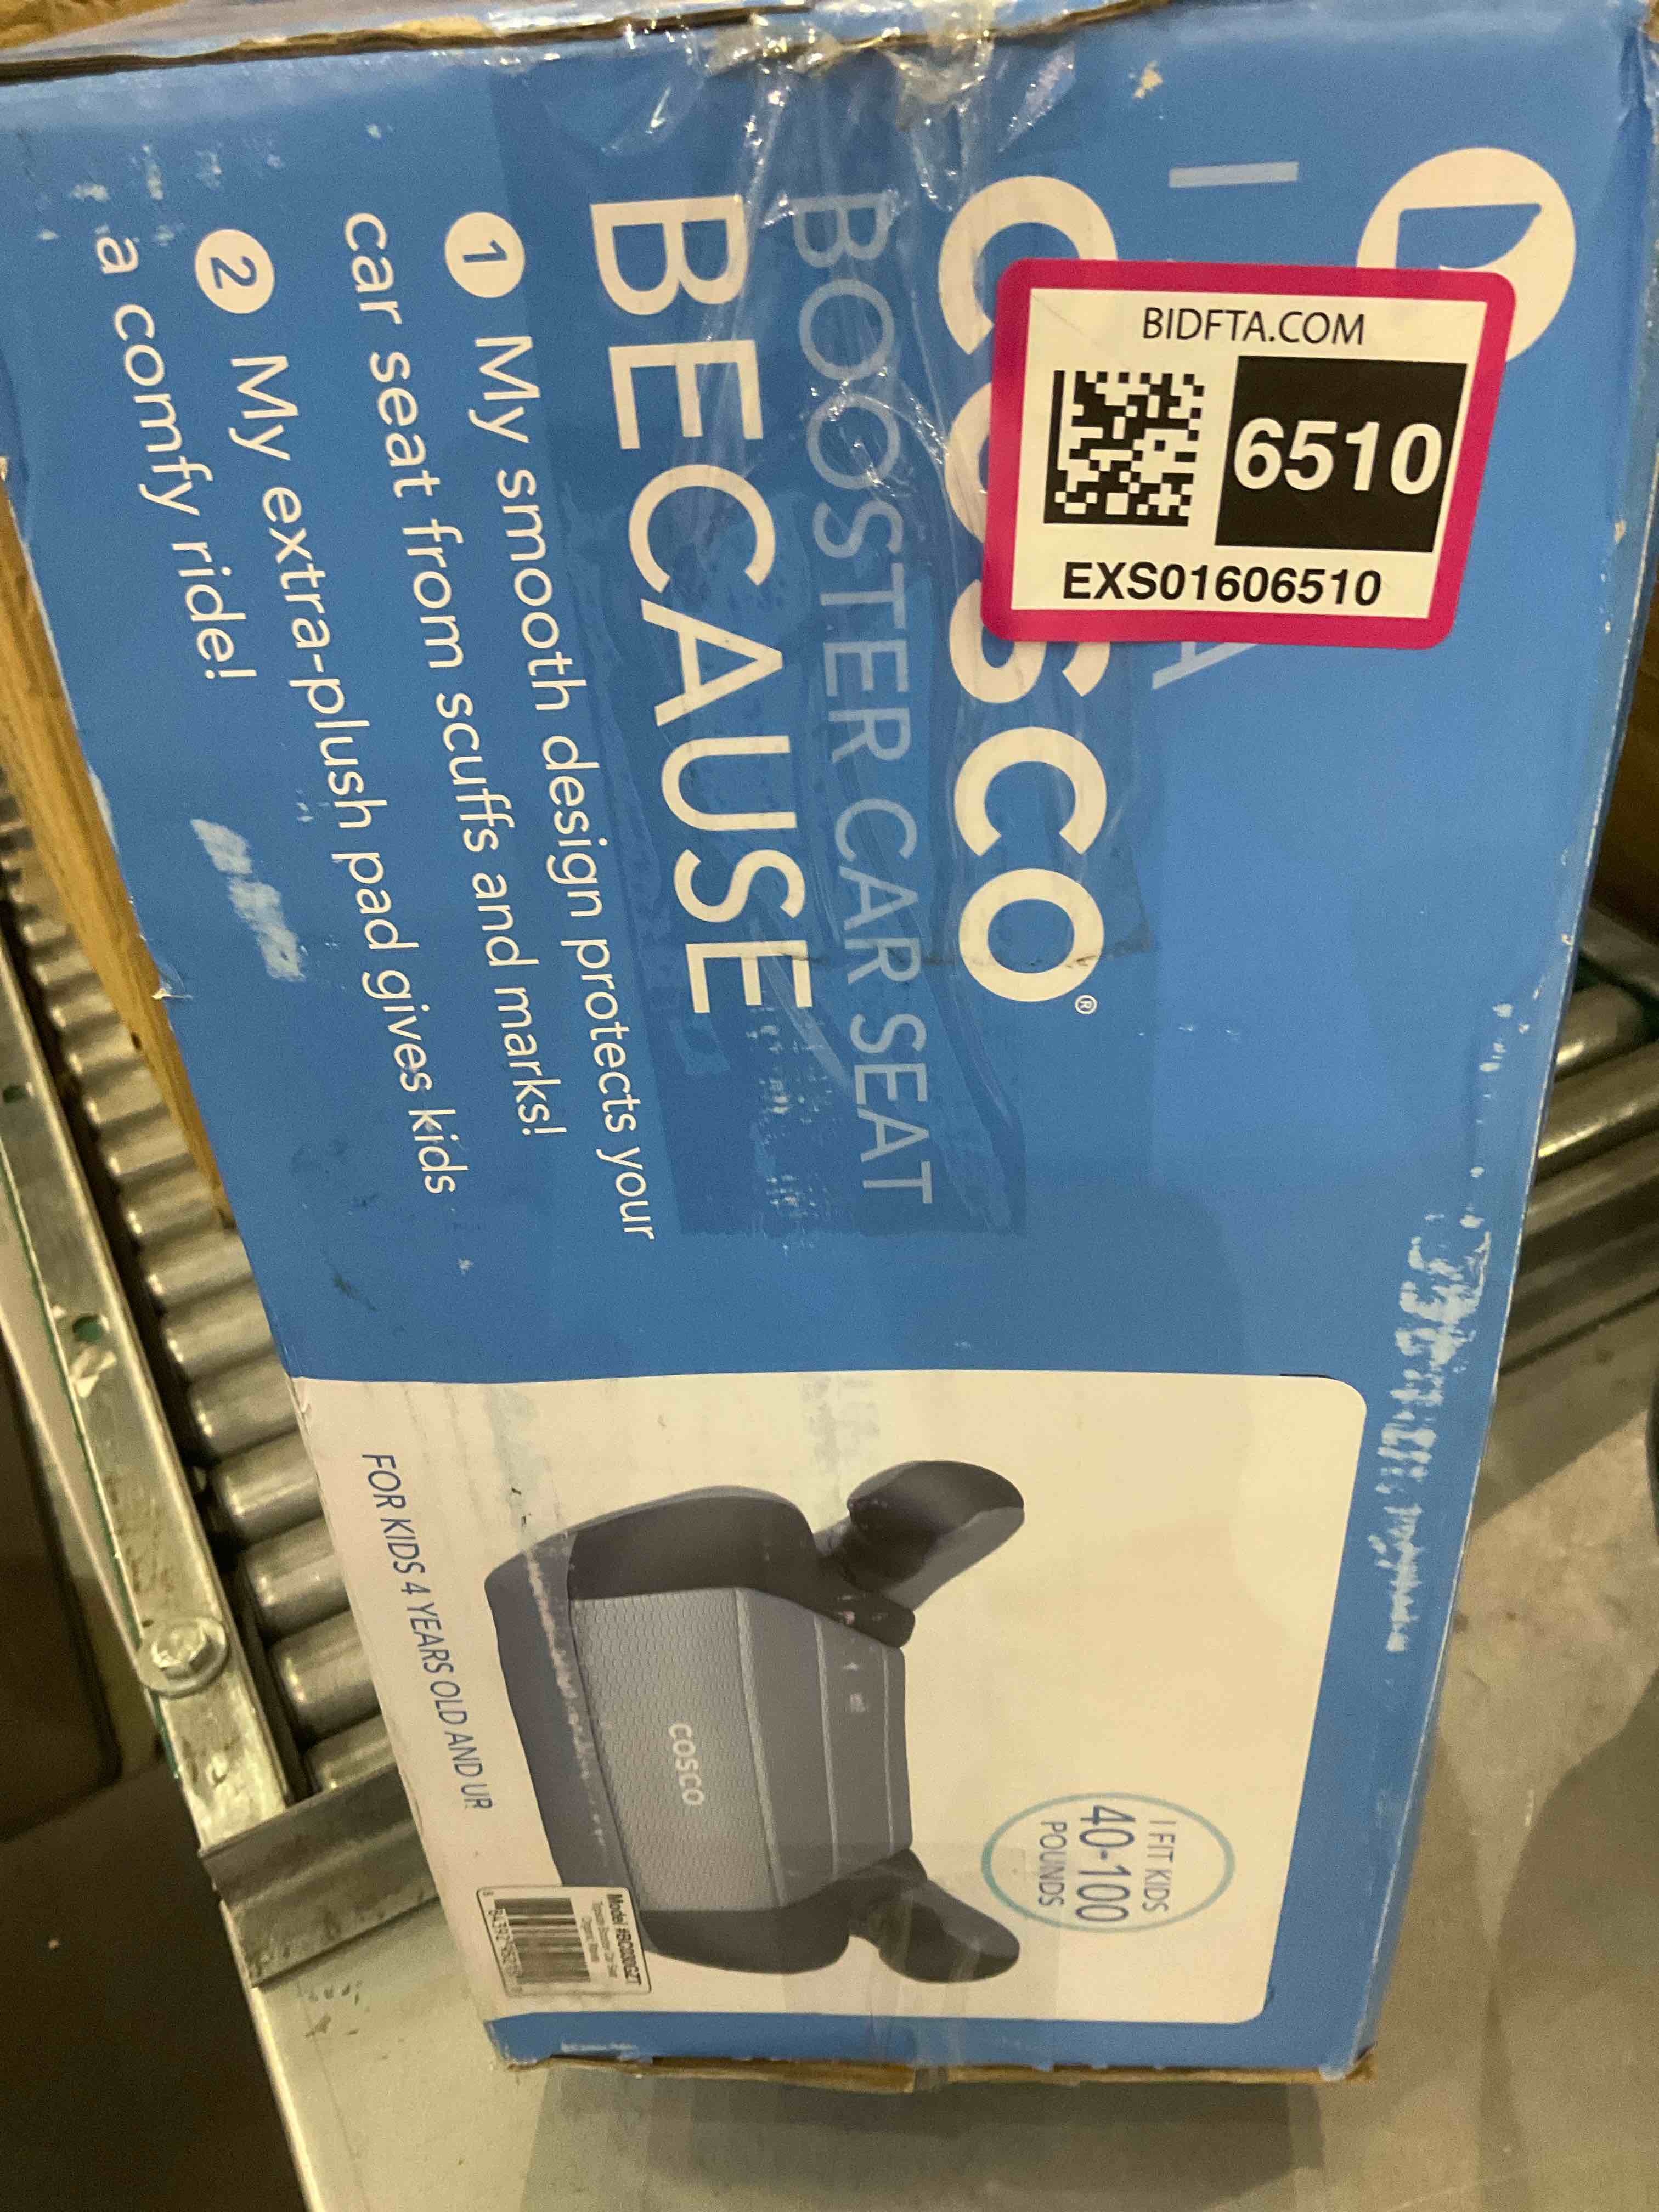 BIDFTA.COM
6510
EXS01606510
I
A
COSCO®
BOOSTER CAR SEAT
BECAUSE
1 My smooth design protects your
car seat from scuffs and marks!
2 My extra-plush pad gives kids
a comfy ride!
I FIT KIDS
40-100
POUNDS
COSCO
FOR KIDS 4 YEARS OLD AND UP
Model #BC030GZT